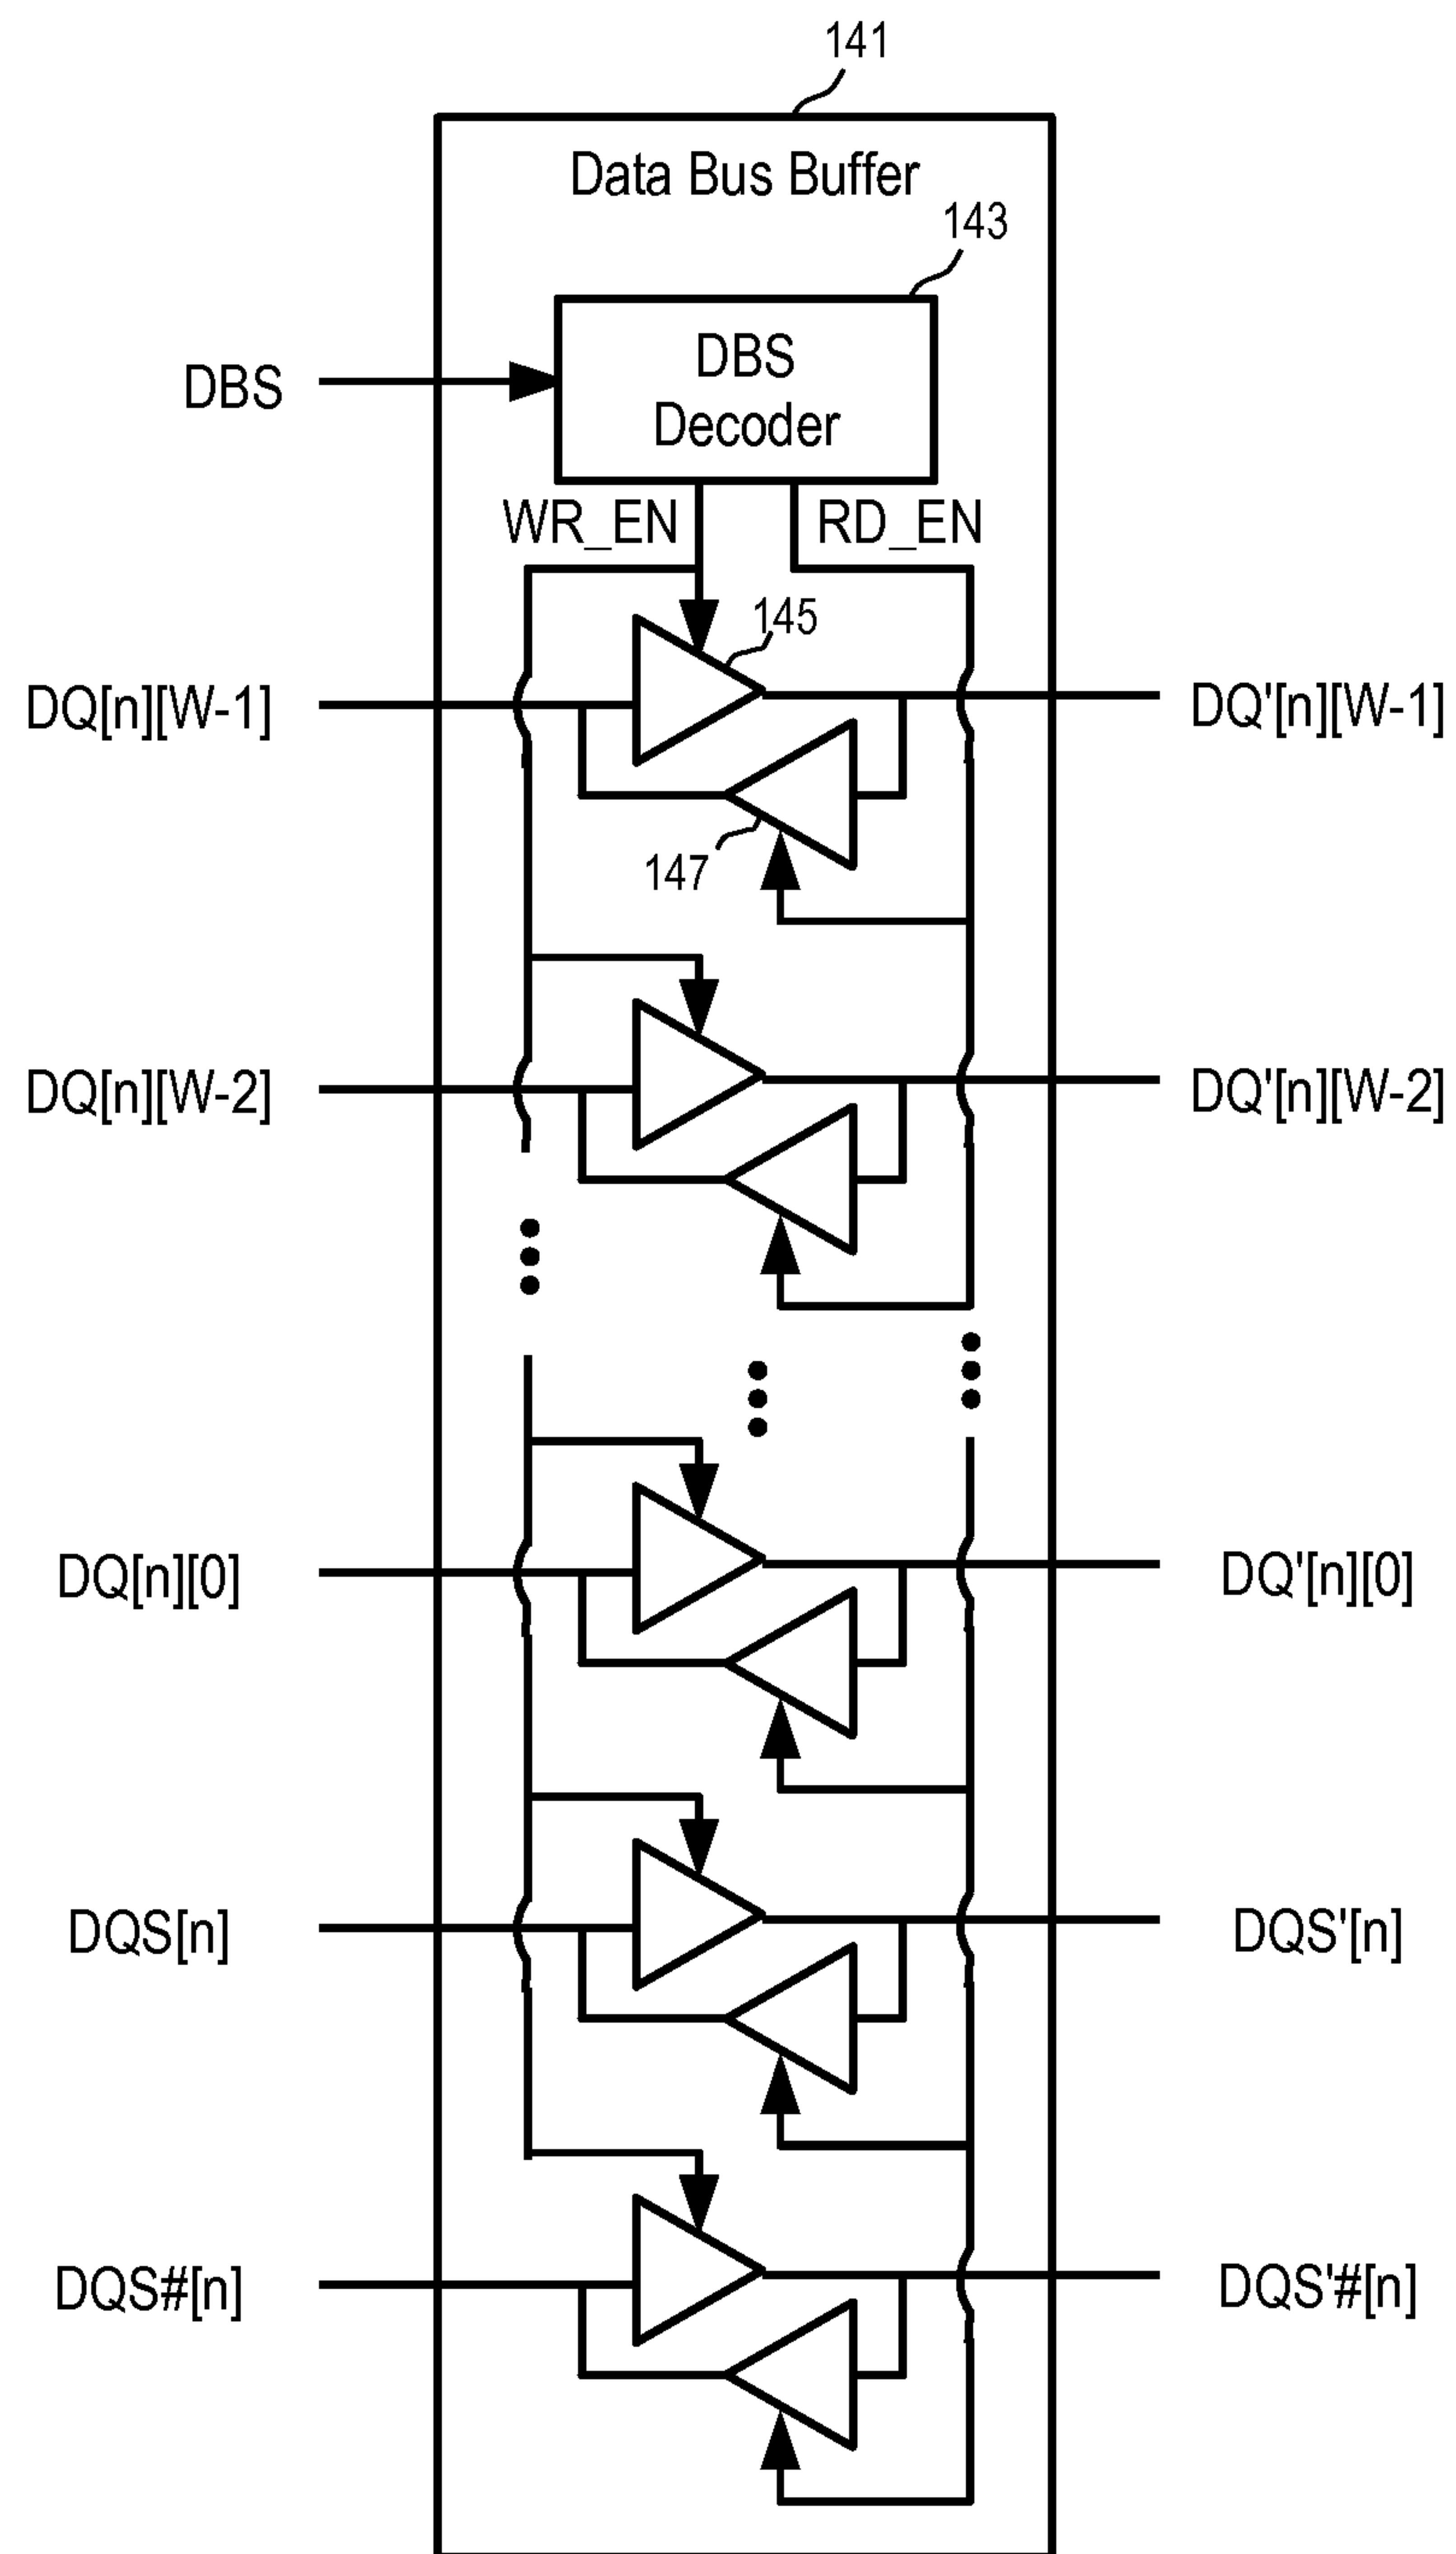 141
Data Bus Buffer
143
DBS
DBS
Decoder
WR_EN
RD_EN
145
DQ[n][W-1]
DQ'[n][W-1]
147
DQ[n][W-2]
DQ'[n][W-2]
DQ[n][0]
DQ'[n][0]
DQS[n]
DQS'[n]
DQS#[n]
DQS'#[n]